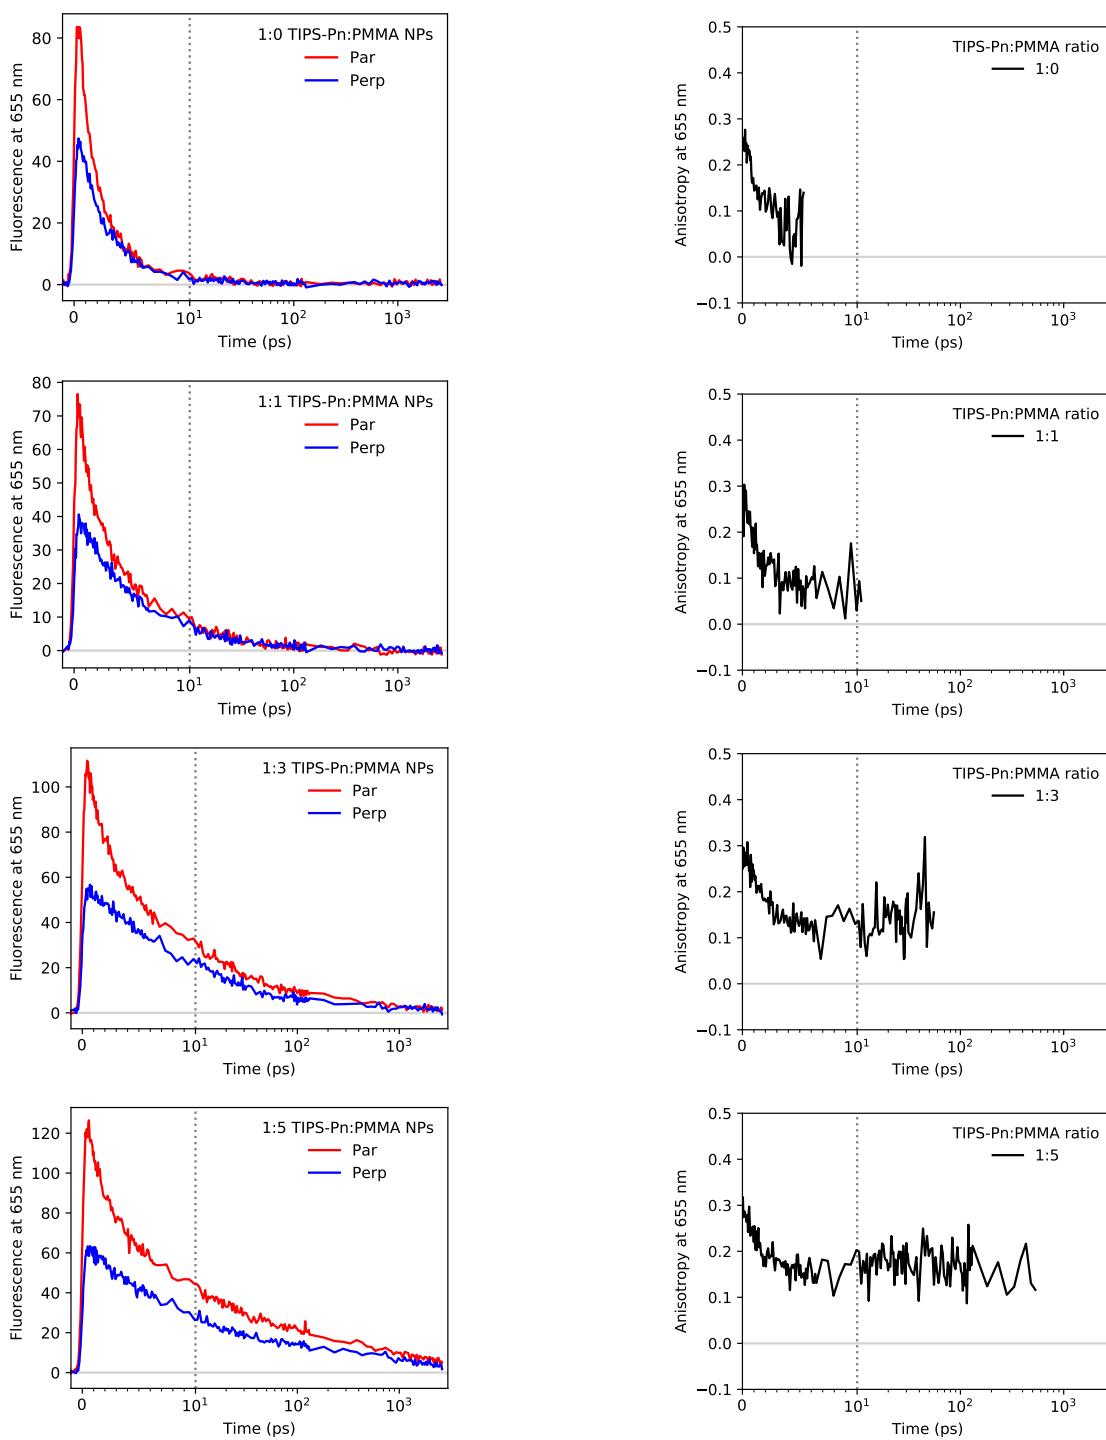 1:0 TIPS-Pn:PMMA NPs
Par
Perp
Fluorescence at 655 nm
80
60
40
20
0
0 10¹ 10² 10³
Time (ps)
TIPS-Pn:PMMA ratio
1:0
Anisotropy at 655 nm
0.5
0.4
0.3
0.2
0.1
0.0
−0.1
0 10¹ 10² 10³
Time (ps)
1:1 TIPS-Pn:PMMA NPs
Par
Perp
Fluorescence at 655 nm
80
70
60
50
40
30
20
10
0
0 10¹ 10² 10³
Time (ps)
TIPS-Pn:PMMA ratio
1:1
Anisotropy at 655 nm
0.5
0.4
0.3
0.2
0.1
0.0
−0.1
0 10¹ 10² 10³
Time (ps)
1:3 TIPS-Pn:PMMA NPs
Par
Perp
Fluorescence at 655 nm
100
80
60
40
20
0
0 10¹ 10² 10³
Time (ps)
TIPS-Pn:PMMA ratio
1:3
Anisotropy at 655 nm
0.5
0.4
0.3
0.2
0.1
0.0
−0.1
0 10¹ 10² 10³
Time (ps)
1:5 TIPS-Pn:PMMA NPs
Par
Perp
Fluorescence at 655 nm
120
100
80
60
40
20
0
0 10¹ 10² 10³
Time (ps)
TIPS-Pn:PMMA ratio
1:5
Anisotropy at 655 nm
0.5
0.4
0.3
0.2
0.1
0.0
−0.1
0 10¹ 10² 10³
Time (ps)